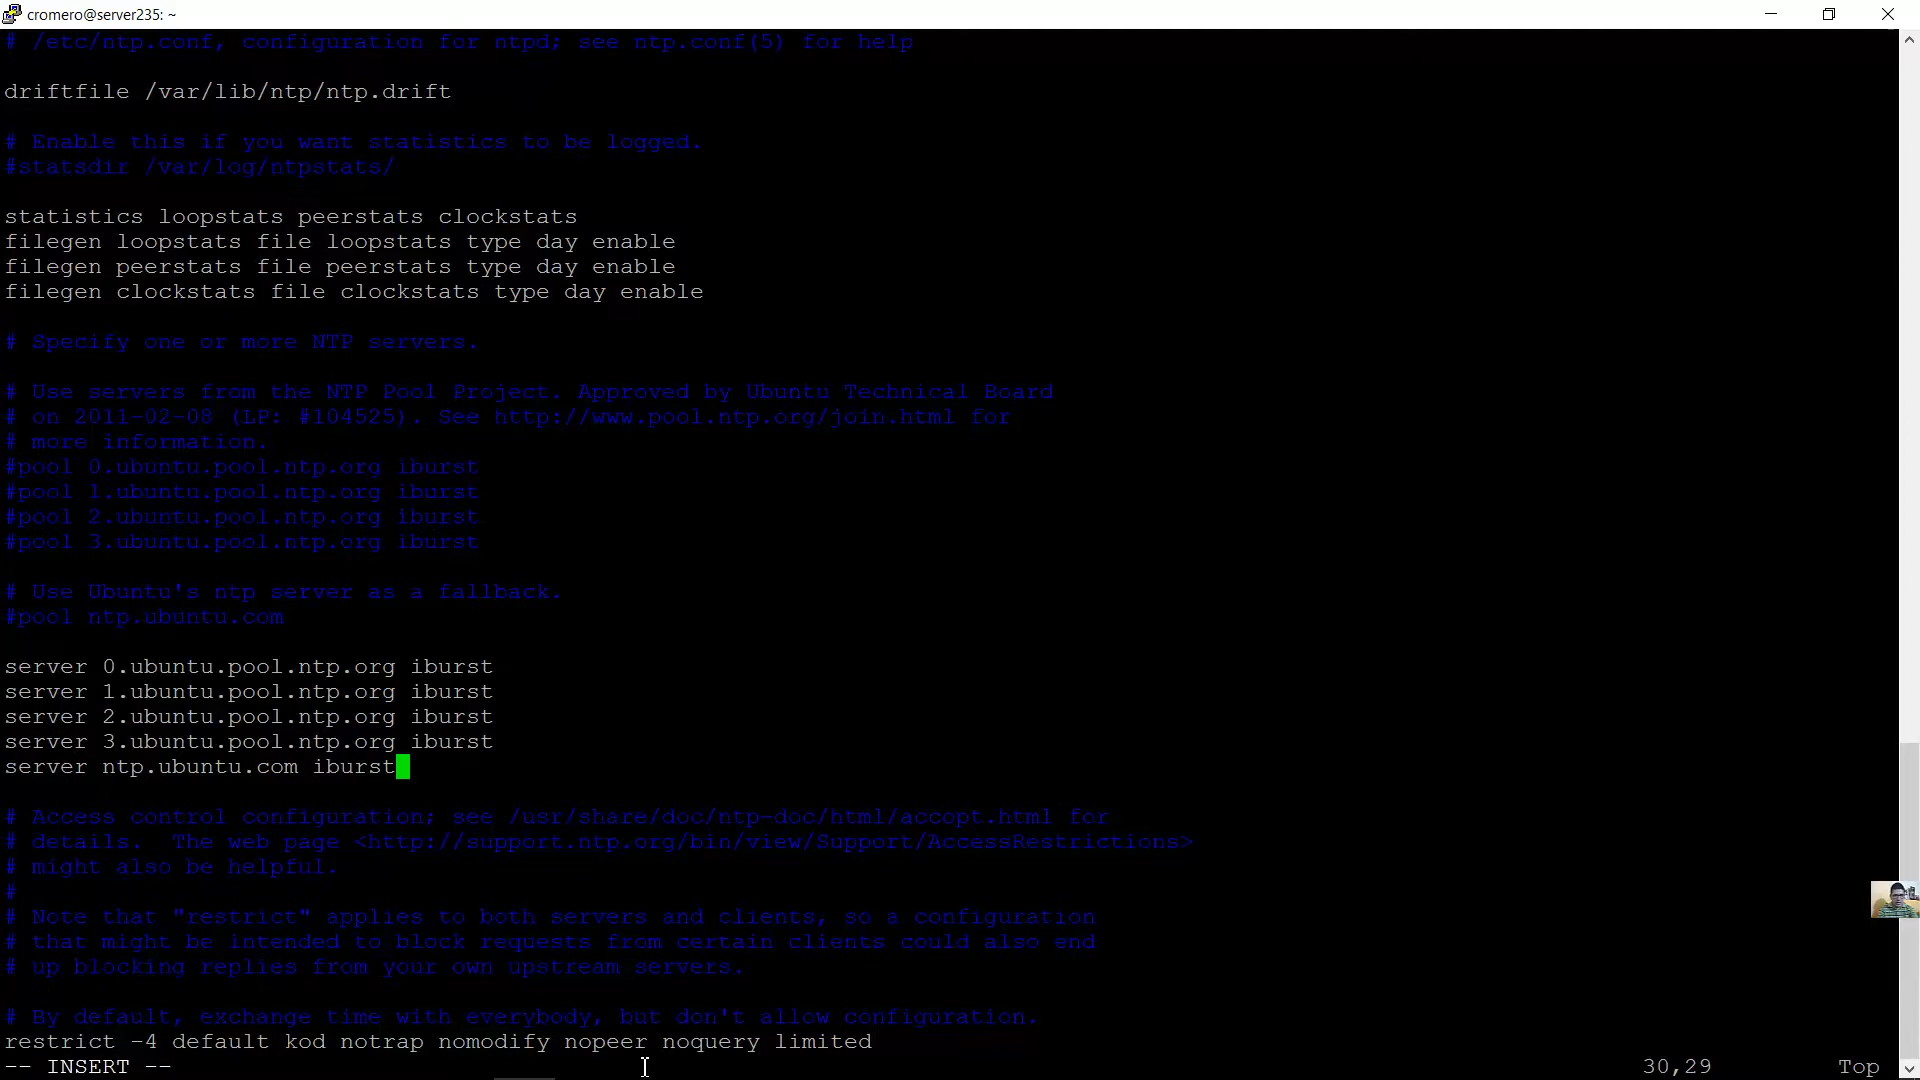 cromero@server235: ~
# /etc/ntp.conf, configuration for ntpd; see ntp.conf(5) for help
driftfile /var/lib/ntp/ntp.drift
# Enable this if you want statistics to be logged.
#statsdir /var/log/ntpstats/
statistics loopstats peerstats clockstats
filegen loopstats file loopstats type day enable
filegen peerstats file peerstats type day enable
filegen clockstats file clockstats type day enable
# Specify one or more NTP servers.
# Use servers from the NTP Pool Project. Approved by Ubuntu Technical Board
# on 2011-02-08 (LP: #104525). See http://www.pool.ntp.org/join.html for
# more information.
#pool 0.ubuntu.pool.ntp.org iburst
#pool 1.ubuntu.pool.ntp.org iburst
#pool 2.ubuntu.pool.ntp.org iburst
#pool 3.ubuntu.pool.ntp.org iburst
# Use Ubuntu's ntp server as a fallback.
#pool ntp.ubuntu.com
server 0.ubuntu.pool.ntp.org iburst
server 1.ubuntu.pool.ntp.org iburst
server 2.ubuntu.pool.ntp.org iburst
server 3.ubuntu.pool.ntp.org iburst
server ntp.ubuntu.com iburst
# Access control configuration; see /usr/share/doc/ntp-doc/html/accopt.html for
# details.  The web page <http://support.ntp.org/bin/view/Support/AccessRestrictions>
# might also be helpful.
#
# Note that "restrict" applies to both servers and clients, so a configuration
# that might be intended to block requests from certain clients could also end
# up blocking replies from your own upstream servers.
# By default, exchange time with everybody, but don't allow configuration.
restrict -4 default kod notrap nomodify nopeer noquery limited
-- INSERT -- 30,29 Top